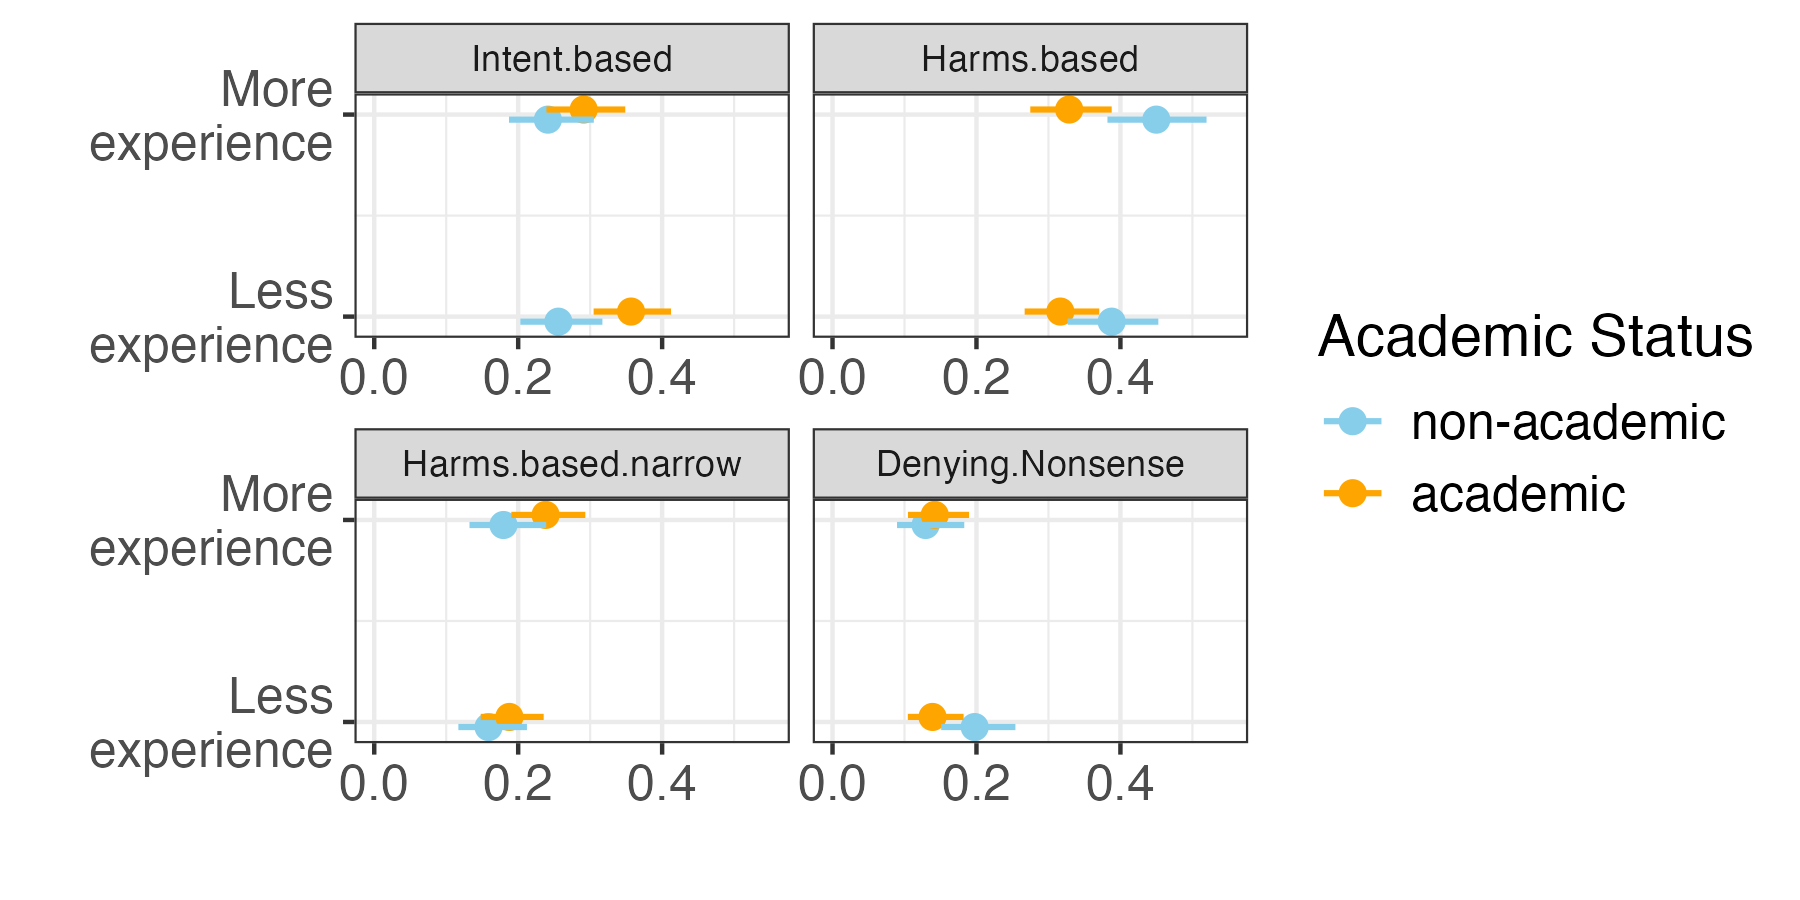 Intent.based
Harms.based
More
experience
Less
experience
0.0 0.2 0.4
0.0 0.2 0.4
Harms.based.narrow
Denying.Nonsense
More
experience
Less
experience
0.0 0.2 0.4
0.0 0.2 0.4
Academic Status
non-academic
academic